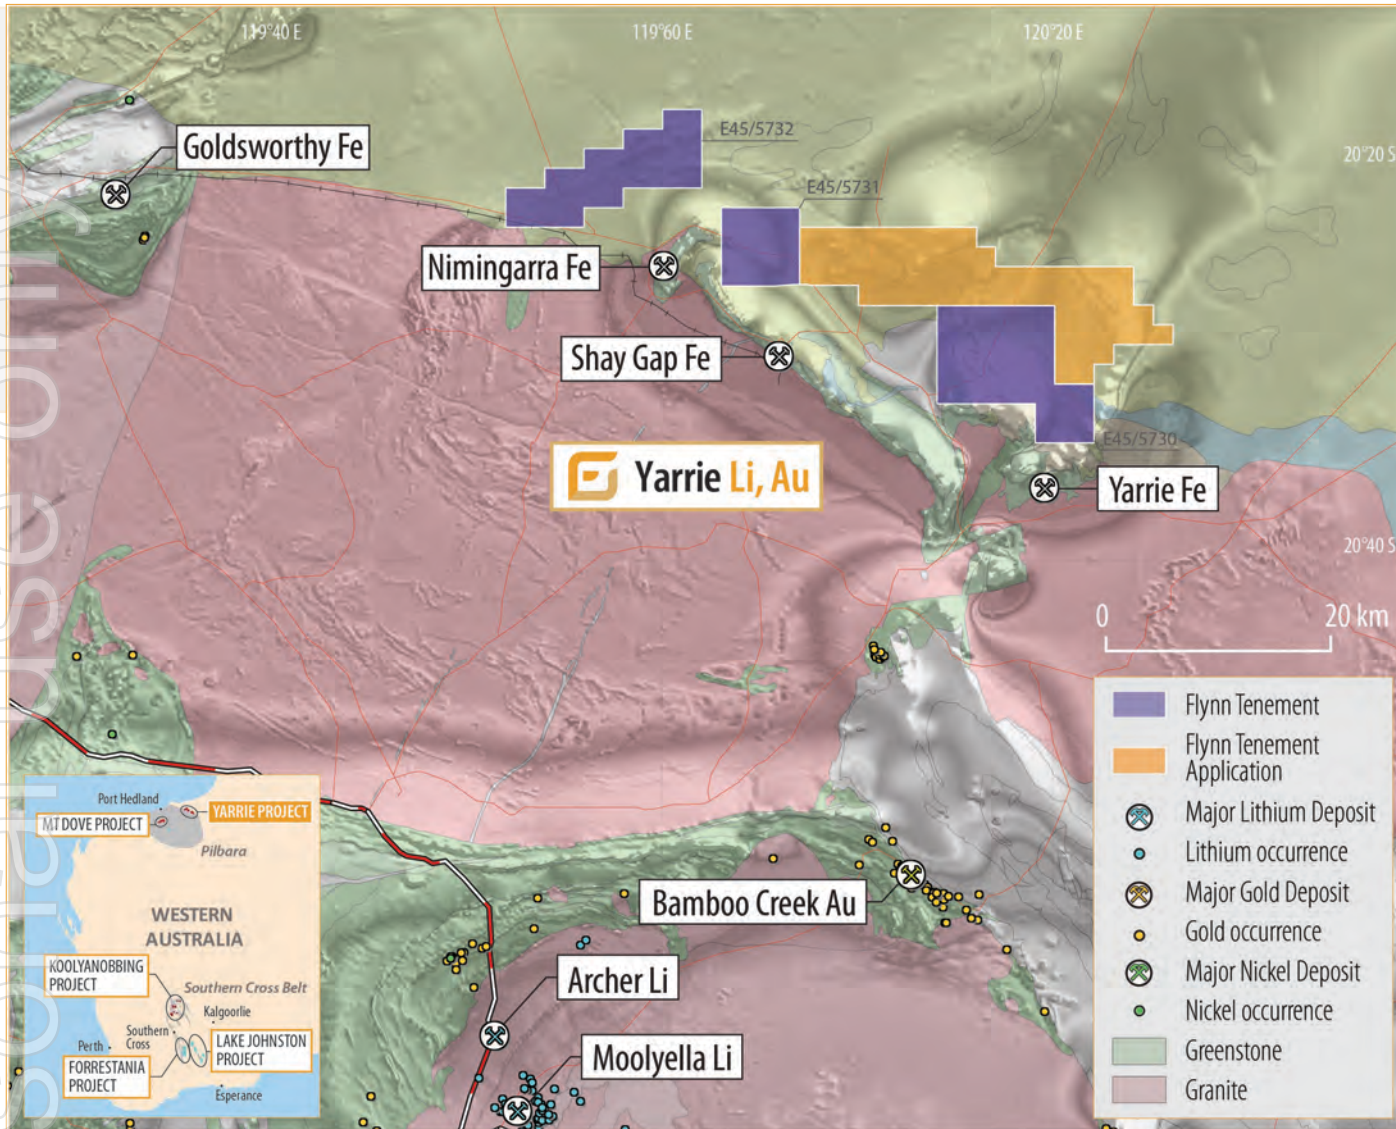 119°40 E
119°60 E
120°20 E
Goldsworthy Fe
E45/5732
20°20 S
E45/5731
Nimingarra Fe
Shay Gap Fe
E45/5730
Yarrie Li, Au
Yarrie Fe
20°40 S
0 20 km
Flynn Tenement
Flynn Tenement
Application
Major Lithium Deposit
Lithium occurrence
Major Gold Deposit
Gold occurrence
Major Nickel Deposit
Nickel occurrence
Greenstone
Granite
Bamboo Creek Au
Archer Li
Moolyella Li
Port Hedland
YARRIE PROJECT
MT DOVE PROJECT
Pilbara
WESTERN
AUSTRALIA
KOOLYANOBBING
PROJECT
Southern Cross Belt
Kalgoorlie
Southern
Cross
Perth
LAKE JOHNSTON
PROJECT
FORRESTANIA
PROJECT
Esperance
sonal use only